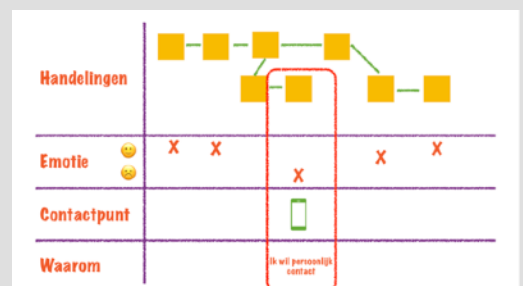 Handelingen
Emotie
Contactpunt
Waarom
Ik wil persoonlijk
contact